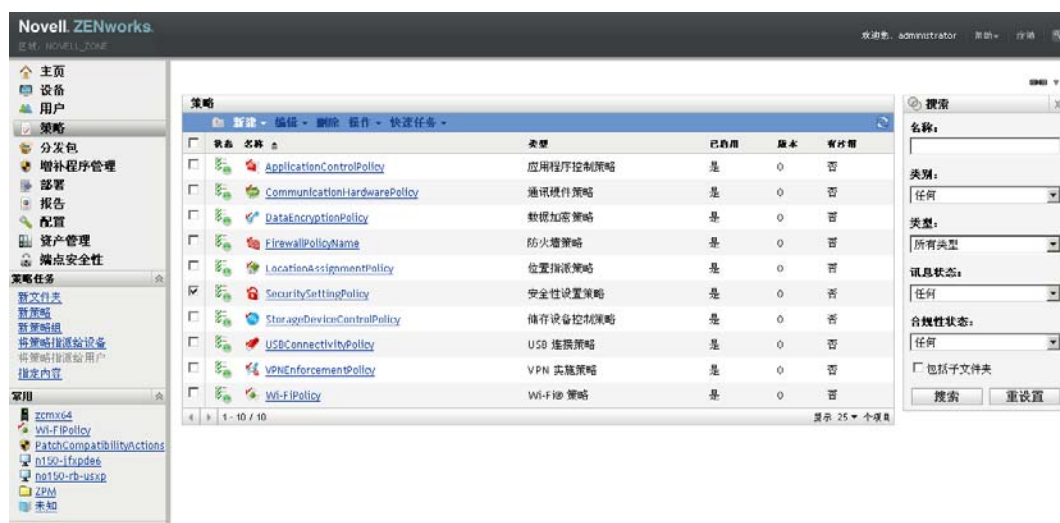 Novell. ZENworks.
区域: NOVELL_ZONE
欢迎您, administrator 帮助 注销
主页
设备
用户
策略
分发包
增补程序管理
部署
报告
配置
资产管理
端点安全性
策略任务
新文件夹
新策略
新策略组
将策略指派给设备
将策略指派给用户
指定内容
常用
zcmx64
Wi-FiPolicy
PatchCompatibilityActions
n150-jfxpde6
no150-rb-usxp
ZPM
未知
策略
新建 编辑 删除 操作 快速任务
状态 名称 类型 已启用 版本 有沙箱
ApplicationControlPolicy 应用程序控制策略 是 0 否
CommunicationHardwarePolicy 通讯硬件策略 是 0 否
DataEncryptionPolicy 数据加密策略 是 0 否
FirewallPolicyName 防火墙策略 是 0 否
LocationAssignmentPolicy 位置指派策略 是 0 否
SecuritySettingPolicy 安全性设置策略 是 0 否
StorageDeviceControlPolicy 储存设备控制策略 是 0 否
USBConnectivityPolicy USB 连接策略 是 0 否
VPNEnforcementPolicy VPN 实施策略 是 0 否
Wi-FiPolicy Wi-Fi® 策略 是 0 否
1 - 10 / 10 显示 25 个项目
搜索
名称:
类别:
任何
类型:
所有类型
讯息状态:
任何
合规性状态:
任何
包括子文件夹
搜索 重设置